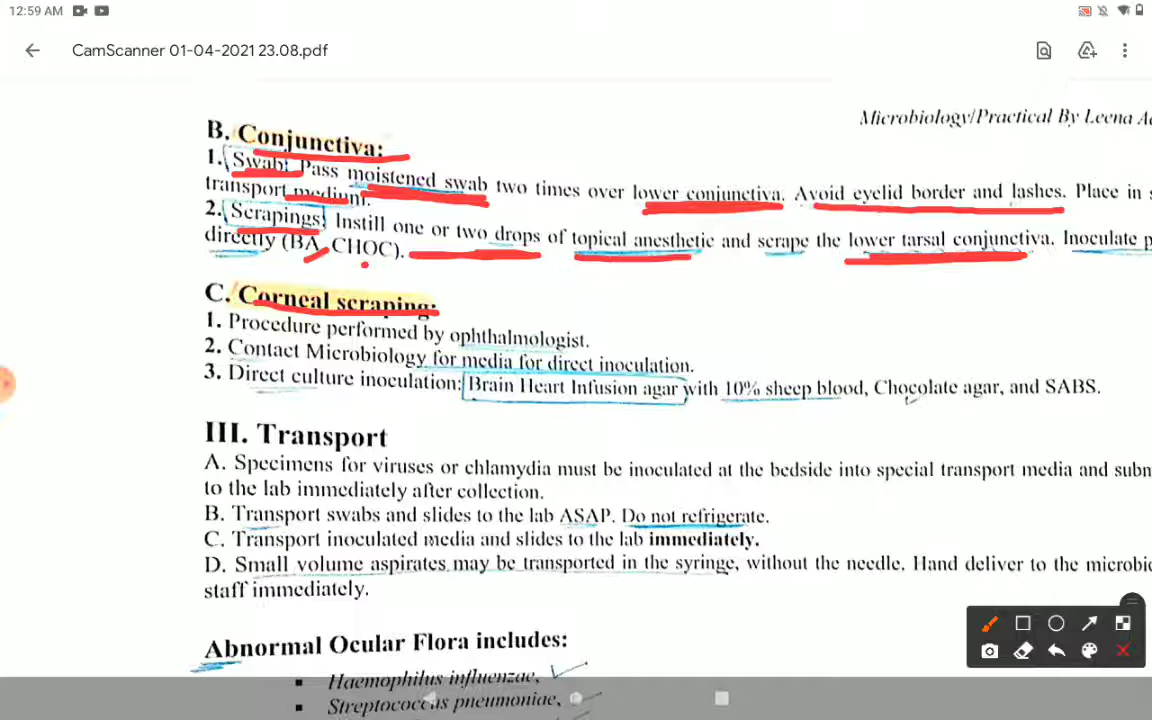 12:59 AM
CamScanner 01-04-2021 23.08.pdf
Microbiology/Practical By Leena
B. Conjunctiva:
1. Swab: Pass moistened swab two times over lower conjunctiva. Avoid eyelid border and lashes. Place in
transport medium.
2. Scrapings: Instill one or two drops of topical anesthetic and scrape the lower tarsal conjunctiva. Inoculate
directly (BA, CHOC).
C. Corneal scraping:
1. Procedure performed by ophthalmologist.
2. Contact Microbiology for media for direct inoculation.
3. Direct culture inoculation: Brain Heart Infusion agar with 10% sheep blood, Chocolate agar, and SABS.
III. Transport
A. Specimens for viruses or chlamydia must be inoculated at the bedside into special transport media and
to the lab immediately after collection.
B. Transport swabs and slides to the lab ASAP. Do not refrigerate.
C. Transport inoculated media and slides to the lab immediately.
D. Small volume aspirates may be transported in the syringe, without the needle. Hand deliver to the
staff immediately.
Abnormal Ocular Flora includes:
▪ Haemophilus influenzae,
▪ Streptococcus pneumoniae,